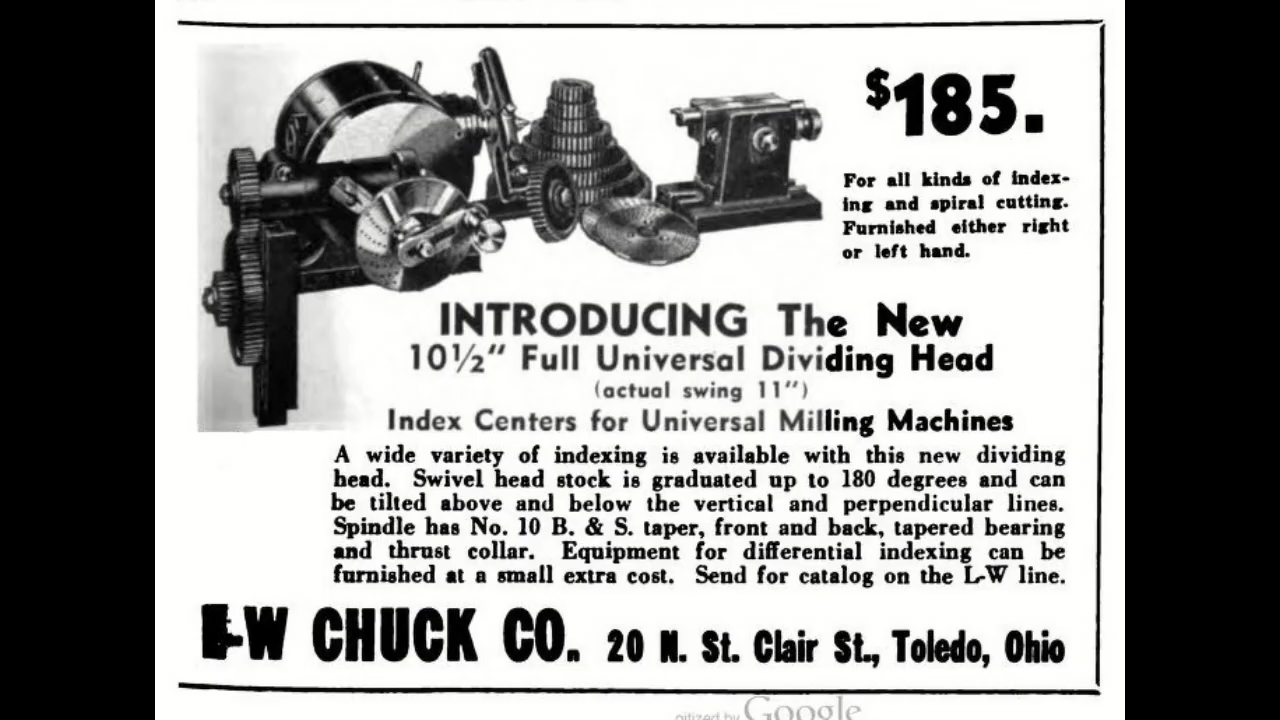 $185.
For all kinds of index-
ing and spiral cutting.
Furnished either right
or left hand.
INTRODUCING The New
10½" Full Universal Dividing Head
(actual swing 11")
Index Centers for Universal Milling Machines
A wide variety of indexing is available with this new dividing
head. Swivel head stock is graduated up to 180 degrees and can
be tilted above and below the vertical and perpendicular lines.
Spindle has No. 10 B. & S. taper, front and back, tapered bearing
and thrust collar. Equipment for differential indexing can be
furnished at a small extra cost. Send for catalog on the L-W line.
L-W CHUCK CO. 20 N. St. Clair St., Toledo, Ohio
gitized by Google